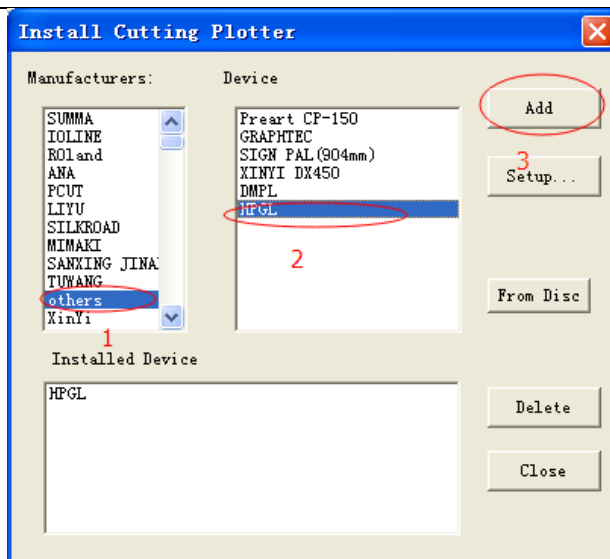 Install Cutting Plotter
Manufacturers:
Device
SUMMA
IOLINE
ROland
ANA
PCUT
LIYU
SILKROAD
MIMAKI
SANXING JINA
TUWANG
others
XinYi
1
Preart CP-150
GRAPHTEC
SIGN PAL(904mm)
XINYI DX450
DMPL
HPGL
2
Add
3
Setup...
From Disc
Installed Device
HPGL
Delete
Close